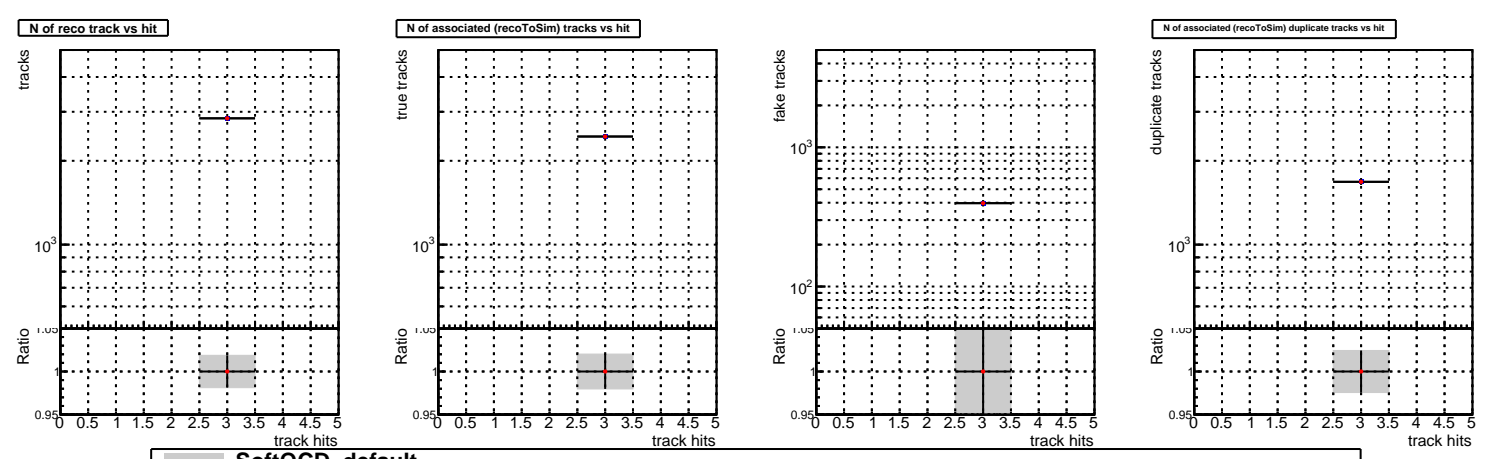 N of reco track vs hit
tracks
10³
1.05
Ratio
1
0.95
0 0.5 1 1.5 2 2.5 3 3.5 4 4.5 5
track hits
N of associated (recoToSim) tracks vs hit
true tracks
10³
1.05
Ratio
1
0.95
0 0.5 1 1.5 2 2.5 3 3.5 4 4.5 5
track hits
fake tracks
10³
10²
1.05
Ratio
1
0.95
0 0.5 1 1.5 2 2.5 3 3.5 4 4.5 5
track hits
N of associated (recoToSim) duplicate tracks vs hit
duplicate tracks
10³
1.05
Ratio
1
0.95
0 0.5 1 1.5 2 2.5 3 3.5 4 4.5 5
track hits
SoftQCD_default